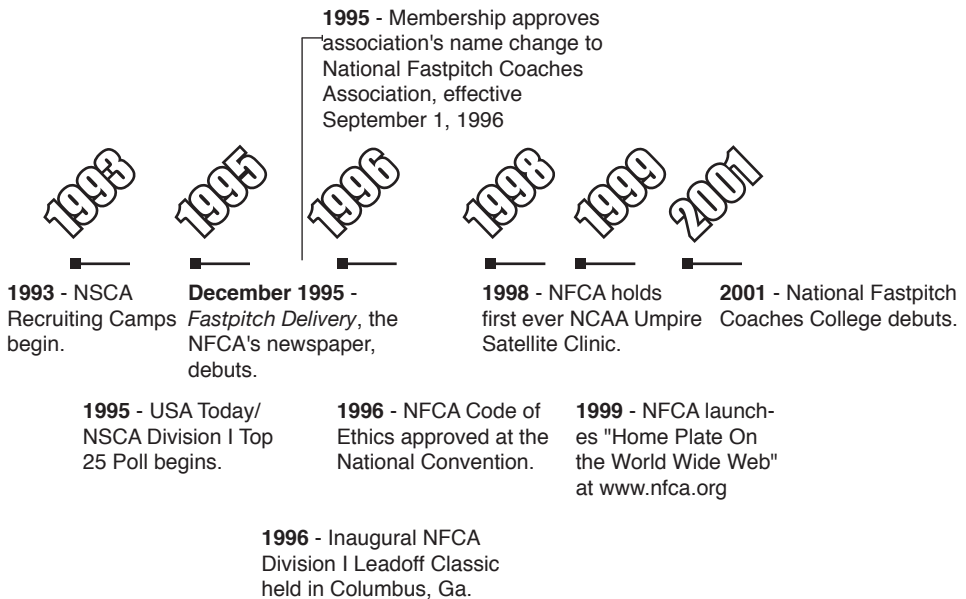 1995 - Membership approves
association's name change to
National Fastpitch Coaches
Association, effective
September 1, 1996
1993
1995
1996
1998
1999
2001
1993 - NSCA
Recruiting Camps
begin.
December 1995 -
Fastpitch Delivery, the
NFCA's newspaper,
debuts.
1998 - NFCA holds
first ever NCAA Umpire
Satellite Clinic.
2001 - National Fastpitch
Coaches College debuts.
1995 - USA Today/
NSCA Division I Top
25 Poll begins.
1996 - NFCA Code of
Ethics approved at the
National Convention.
1999 - NFCA launch-
es "Home Plate On
the World Wide Web"
at www.nfca.org
1996 - Inaugural NFCA
Division I Leadoff Classic
held in Columbus, Ga.